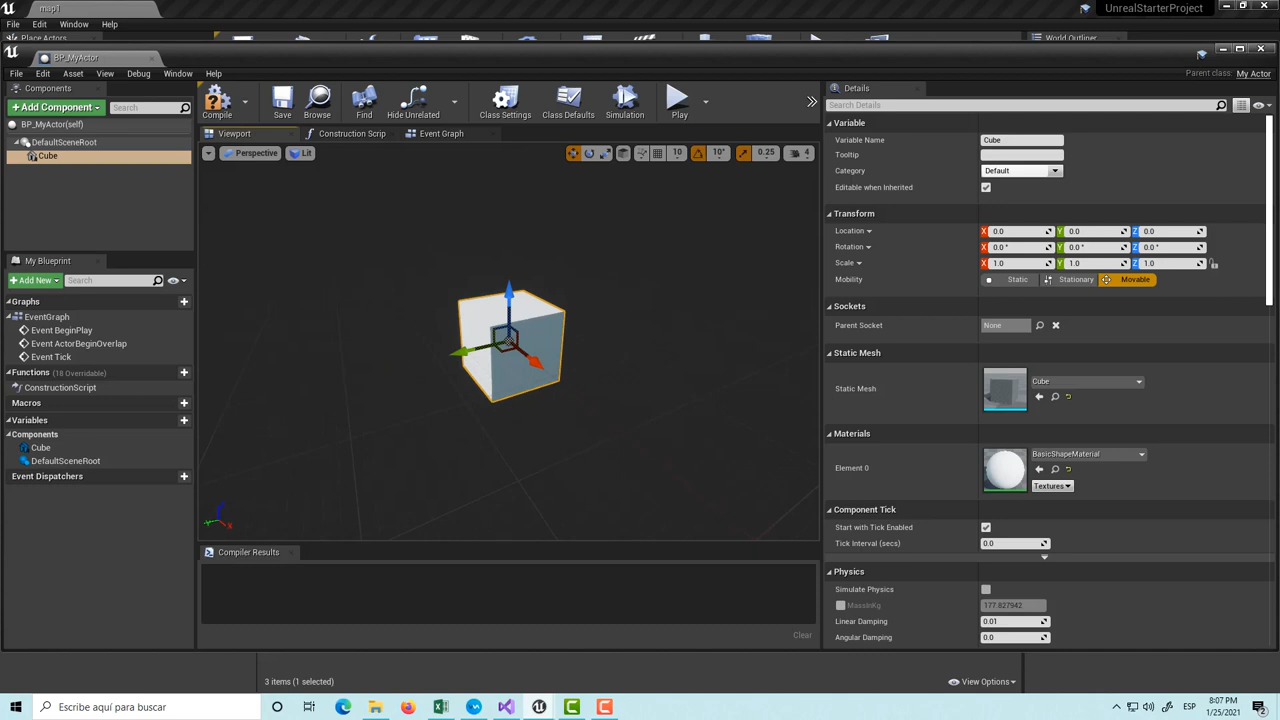 map1
UnrealStarterProject
File Edit Window Help
Place Actors
World Outliner
BP_MyActor
File Edit Asset View Debug Window Help
Parent class: My Actor
Components
+ Add Component
Search
BP_MyActor(self)
DefaultSceneRoot
Cube
My Blueprint
+ Add New
Search
Graphs
EventGraph
Event BeginPlay
Event ActorBeginOverlap
Event Tick
Functions (18 Overridable)
ConstructionScript
Macros
Variables
Components
Cube
DefaultSceneRoot
Event Dispatchers
Compile Save Browse Find Hide Unrelated Class Settings Class Defaults Simulation Play
Viewport Construction Scrip Event Graph
Perspective Lit 10 10° 0.25 4
Compiler Results
Clear
Details
Search Details
Variable
Variable Name Cube
Tooltip
Category Default
Editable when Inherited
Transform
Location X 0.0 Y 0.0 Z 0.0
Rotation X 0.0° Y 0.0° Z 0.0°
Scale X 1.0 Y 1.0 Z 1.0
Mobility Static Stationary Movable
Sockets
Parent Socket None
Static Mesh
Static Mesh Cube
Materials
Element 0 BasicShapeMaterial
Textures
Component Tick
Start with Tick Enabled
Tick Interval (secs) 0.0
Physics
Simulate Physics
MassInKg 177.827942
Linear Damping 0.01
Angular Damping 0.0
3 items (1 selected)
View Options
Escribe aquí para buscar
ESP
8:07 PM
1/25/2021
2